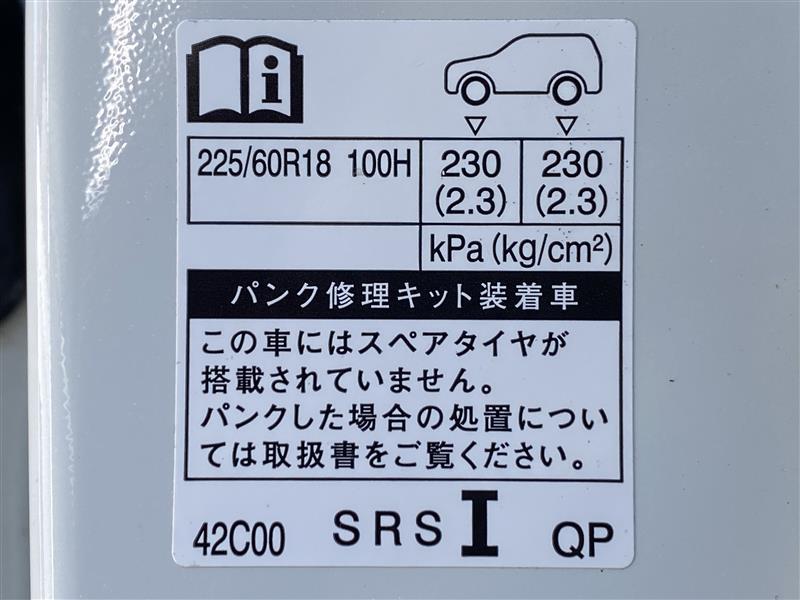 225/60R18 100H 230 230
(2.3) (2.3)
kPa (kg/cm²)
パンク修理キット装着車
この車にはスペアタイヤが
搭載されていません。
パンクした場合の処置につい
ては取扱書をご覧ください。
42C00 SRS I QP